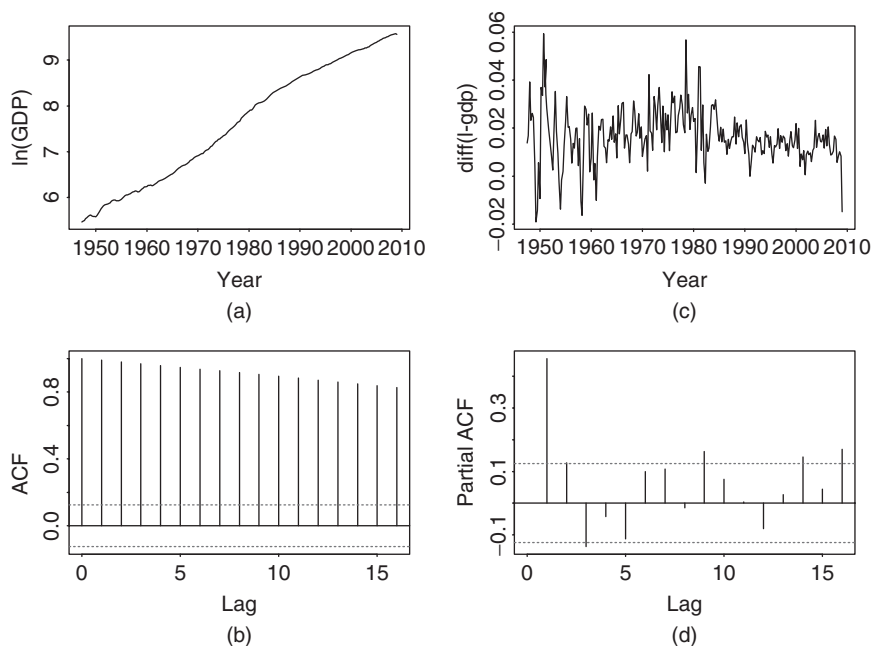 ln(GDP)
9
8
7
6
1950 1960 1970 1980 1990 2000 2010
Year
(a)
diff(l-gdp)
0.06
0.04
0.02
0.0
−0.02
1950 1960 1970 1980 1990 2000 2010
Year
(c)
ACF
0.8
0.4
0.0
0 5 10 15
Lag
(b)
Partial ACF
0.3
0.1
−0.1
0 5 10 15
Lag
(d)